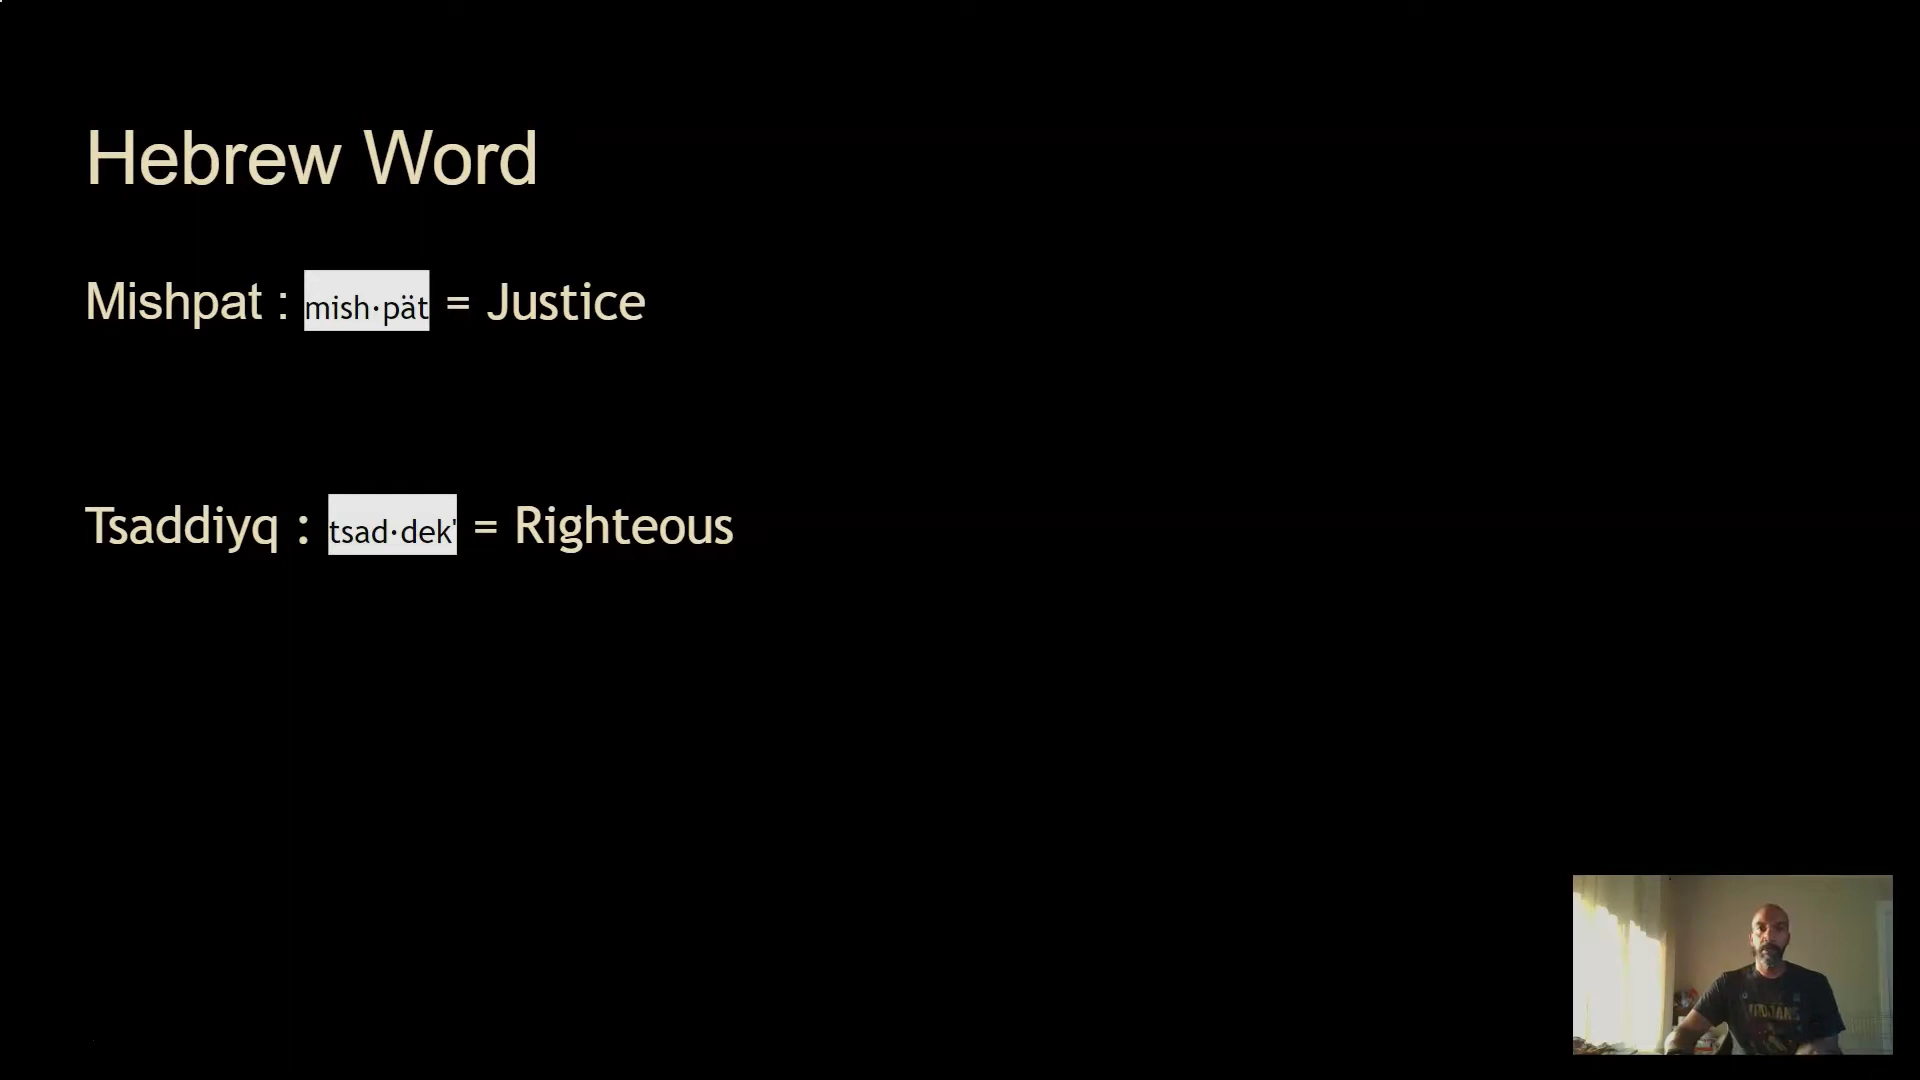 Hebrew Word
Mishpat : mish·pät = Justice
Tsaddiyq : tsad·dek' = Righteous